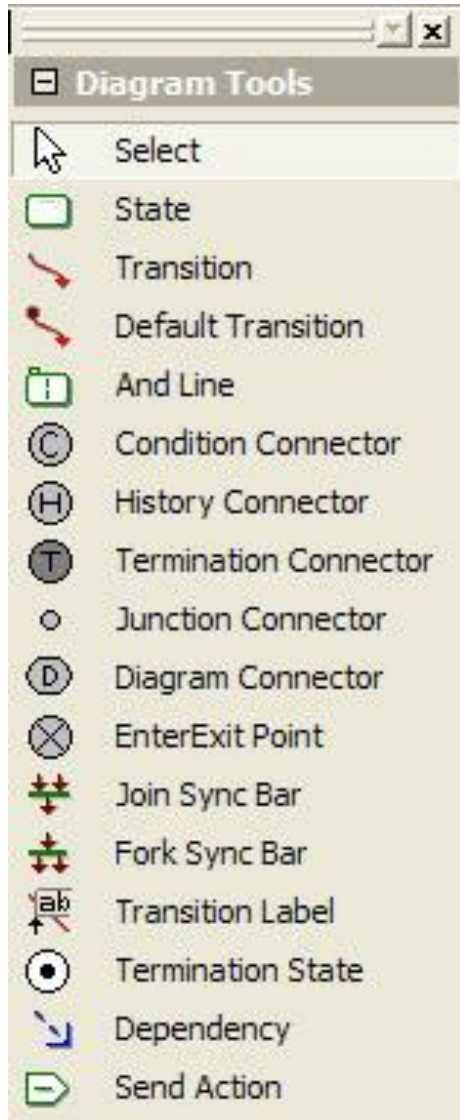 Diagram Tools
Select
State
Transition
Default Transition
And Line
C Condition Connector
H History Connector
T Termination Connector
Junction Connector
D Diagram Connector
EnterExit Point
Join Sync Bar
Fork Sync Bar
ab Transition Label
Termination State
Dependency
Send Action